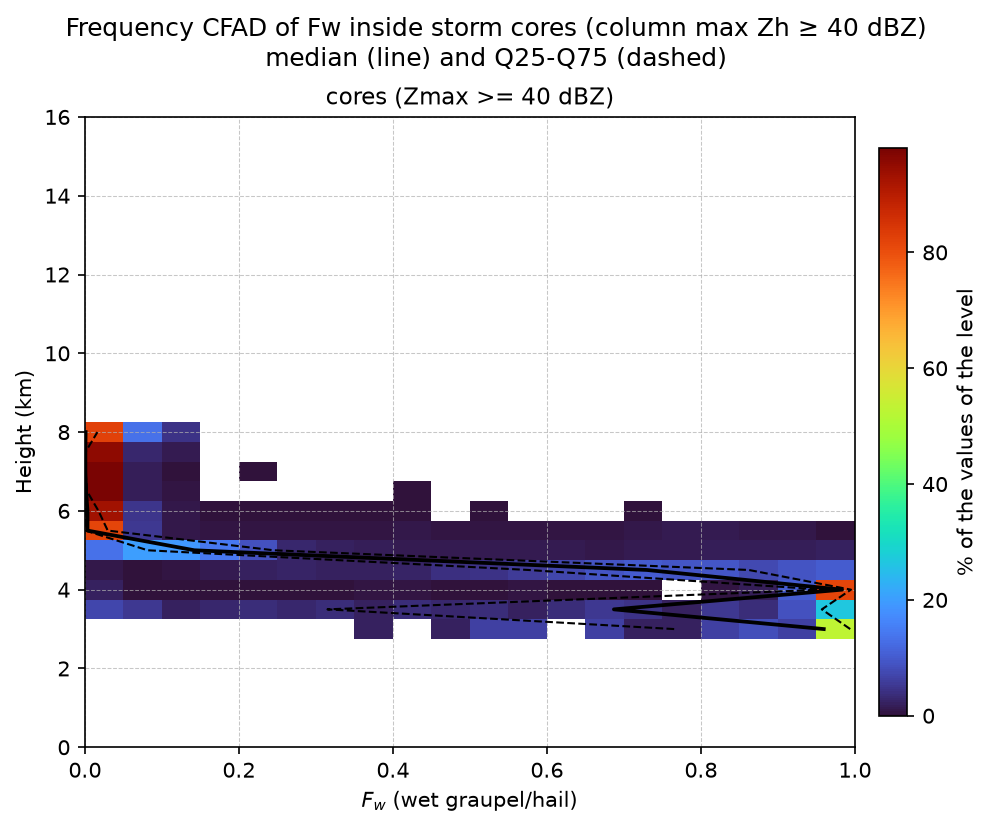 Frequency CFAD of Fw inside storm cores (column max Zh ≥ 40 dBZ)
median (line) and Q25-Q75 (dashed)
cores (Zmax >= 40 dBZ)
16
14
12
10
8
6
4
2
0
Height (km)
0.0 0.2 0.4 0.6 0.8 1.0
F_w (wet graupel/hail)
80
60
40
20
0
% of the values of the level